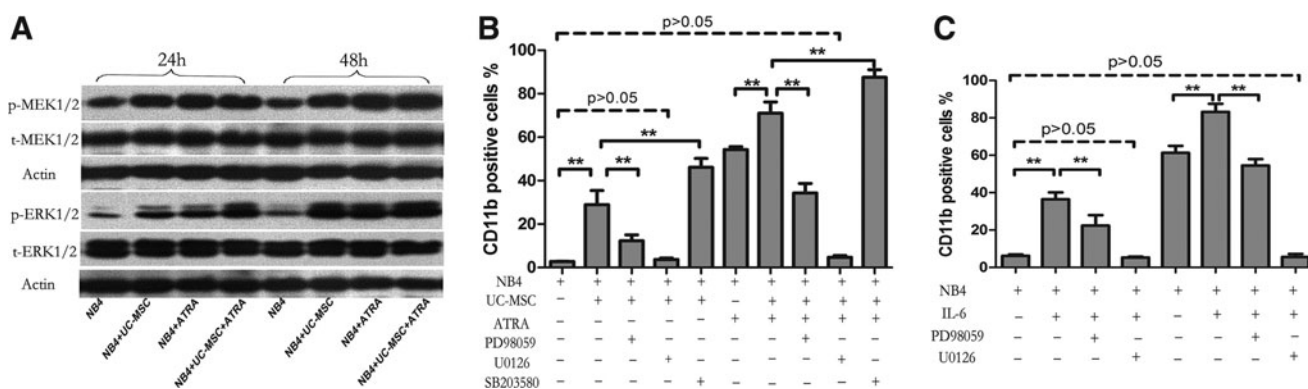 A
24h 48h
p-MEK1/2
t-MEK1/2
Actin
p-ERK1/2
t-ERK1/2
Actin
NB4
NB4+UC-MSC
NB4+ATRA
NB4+UC-MSC+ATRA
NB4
NB4+UC-MSC
NB4+ATRA
NB4+UC-MSC+ATRA
B
CD11b positive cells %
100
80
60
40
20
0
p>0.05
**
** ** **
p>0.05
**
** **
NB4 + + + + + + + + + +
UC-MSC − + + + + − + + + +
ATRA − − − − − + + + + +
PD98059 − − + − − − − + − −
U0126 − − − + − − − − + −
SB203580 − − − − + − − − − +
C
CD11b positive cells %
100
80
60
40
20
0
p>0.05
** **
p>0.05
** **
NB4 + + + + + + + +
IL-6 − + + + − + + +
PD98059 − − + − − − + −
U0126 − − − + − − − +